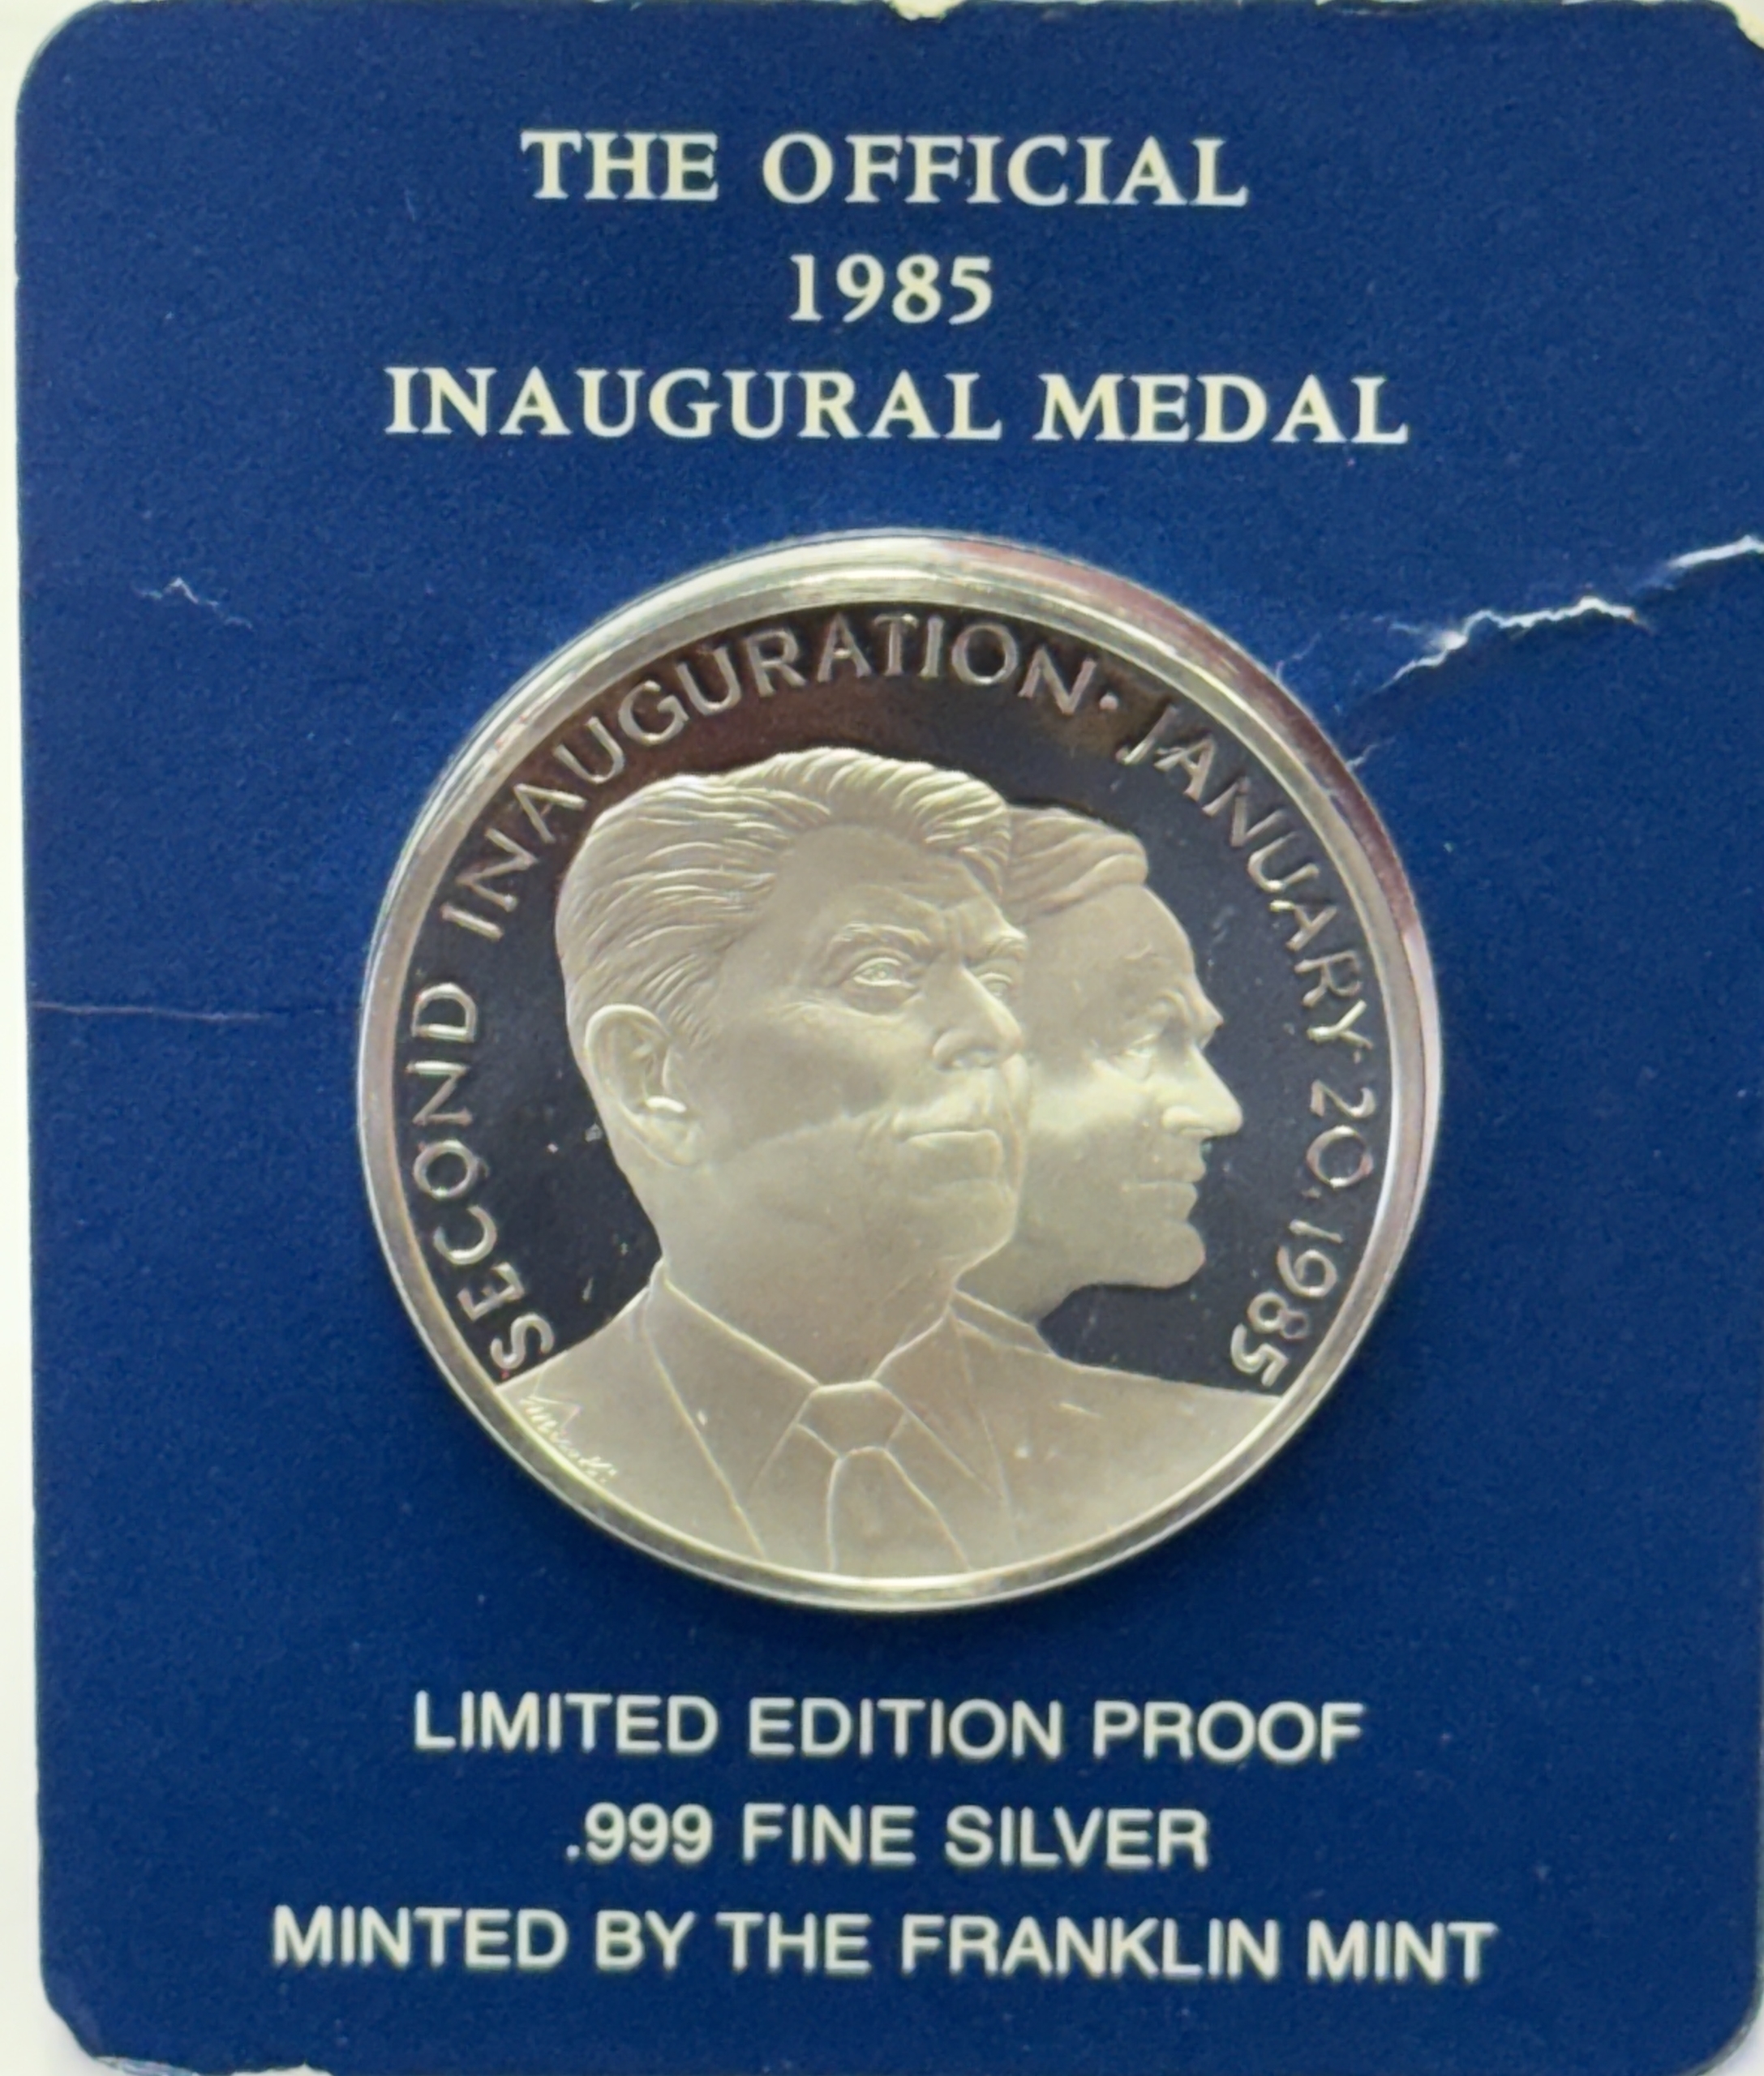 THE OFFICIAL
1985
INAUGURAL MEDAL
SECOND INAUGURATION · JANUARY 20, 1985
LIMITED EDITION PROOF
.999 FINE SILVER
MINTED BY THE FRANKLIN MINT